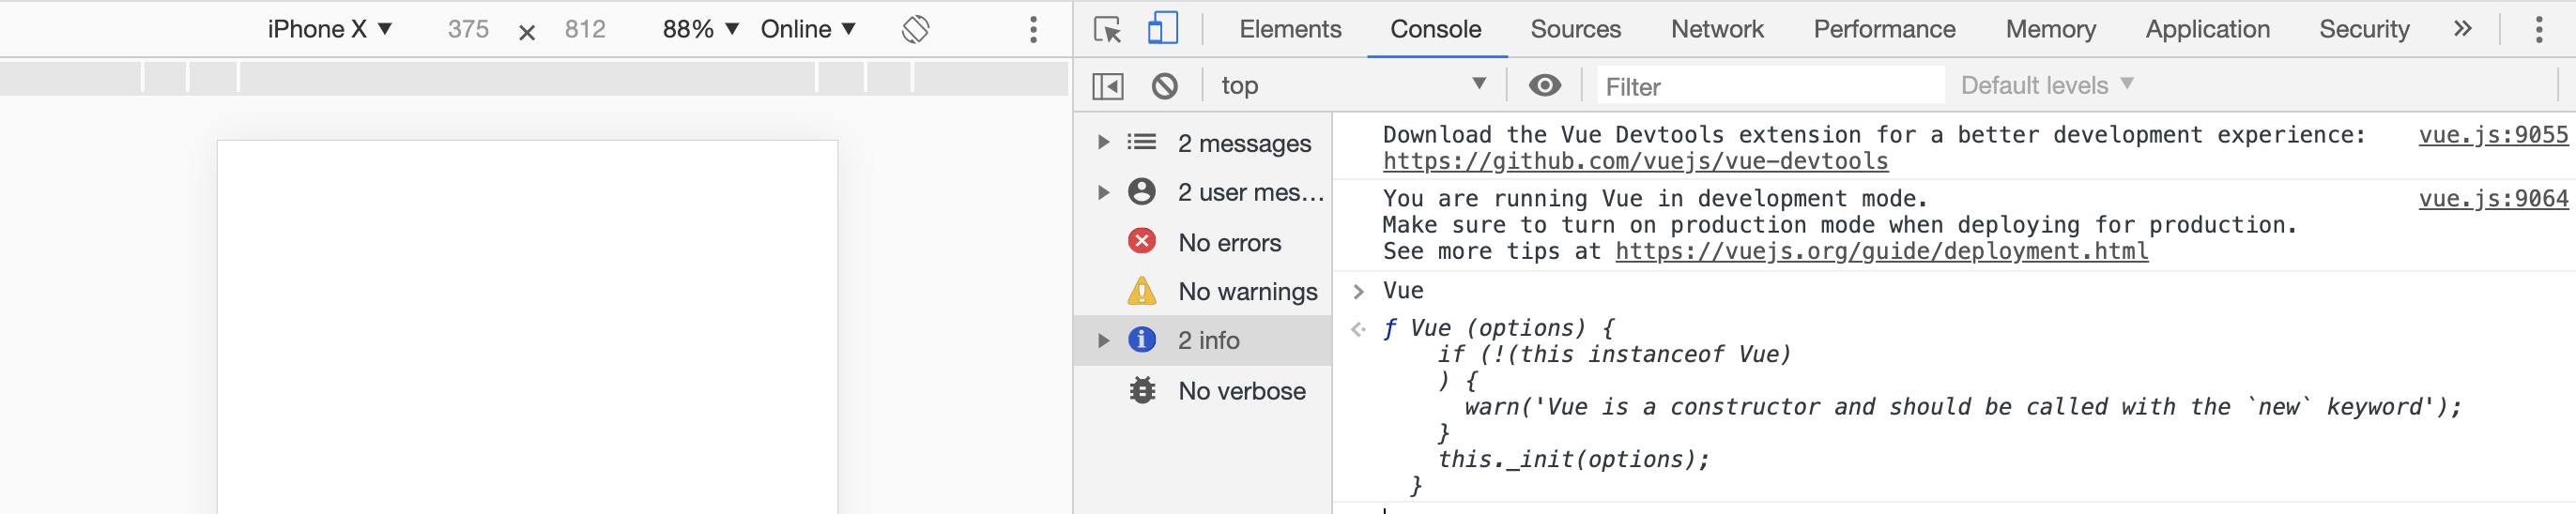 iPhone X ▼ 375 × 812 88% ▼ Online ▼
Elements Console Sources Network Performance Memory Application Security »
top ▼ Filter Default levels ▼
2 messages
2 user mes...
No errors
No warnings
2 info
No verbose
Download the Vue Devtools extension for a better development experience: vue.js:9055
https://github.com/vuejs/vue-devtools
You are running Vue in development mode. vue.js:9064
Make sure to turn on production mode when deploying for production.
See more tips at https://vuejs.org/guide/deployment.html
> Vue
ƒ Vue (options) {
if (!(this instanceof Vue)
) {
warn('Vue is a constructor and should be called with the `new` keyword');
}
this._init(options);
}